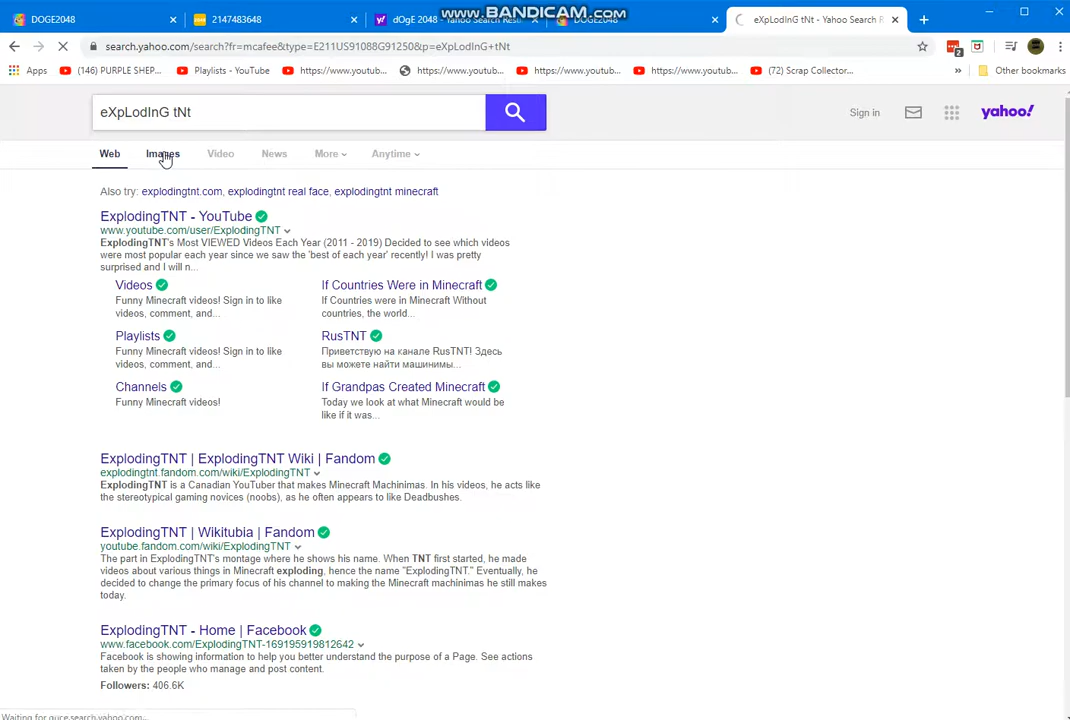 DOGE2048
2147483648
dOgE 2048 - Yahoo Search Resu
DOGE2048
eXpLodInG tNt - Yahoo Search R
www.BANDICAM.com
search.yahoo.com/search?fr=mcafee&type=E211US91088G91250&p=eXpLodInG+tNt
2
Apps
(146) PURPLE SHEP...
Playlists - YouTube
https://www.youtub...
https://www.youtub...
https://www.youtub...
https://www.youtub...
(72) Scrap Collector...
»
Other bookmarks
eXpLodInG tNt
Sign in
yahoo!
Web
Images
Video
News
More
Anytime
Also try: explodingtnt.com, explodingtnt real face, explodingtnt minecraft
ExplodingTNT - YouTube
www.youtube.com/user/ExplodingTNT
ExplodingTNT's Most VIEWED Videos Each Year (2011 - 2019) Decided to see which videos
were most popular each year since we saw the 'best of each year' recently! I was pretty
surprised and I will n...
Videos
Funny Minecraft videos! Sign in to like
videos, comment, and...
If Countries Were in Minecraft
If Countries were in Minecraft Without
countries, the world...
Playlists
Funny Minecraft videos! Sign in to like
videos, comment, and...
RusTNT
Приветствую на канале RusTNT! Здесь
вы можете найти машинимы...
Channels
Funny Minecraft videos!
If Grandpas Created Minecraft
Today we look at what Minecraft would be
like if it was...
ExplodingTNT | ExplodingTNT Wiki | Fandom
explodingtnt.fandom.com/wiki/ExplodingTNT
ExplodingTNT is a Canadian YouTuber that makes Minecraft Machinimas. In his videos, he acts like
the stereotypical gaming novices (noobs), as he often appears to like Deadbushes.
ExplodingTNT | Wikitubia | Fandom
youtube.fandom.com/wiki/ExplodingTNT
The part in ExplodingTNT's montage where he shows his name. When TNT first started, he made
videos about various things in Minecraft exploding, hence the name "ExplodingTNT." Eventually, he
decided to change the primary focus of his channel to making the Minecraft machinimas he still makes
today.
ExplodingTNT - Home | Facebook
www.facebook.com/ExplodingTNT-169195919812642
Facebook is showing information to help you better understand the purpose of a Page. See actions
taken by the people who manage and post content.
Followers: 406.6K
Waiting for guce.search.yahoo.com...